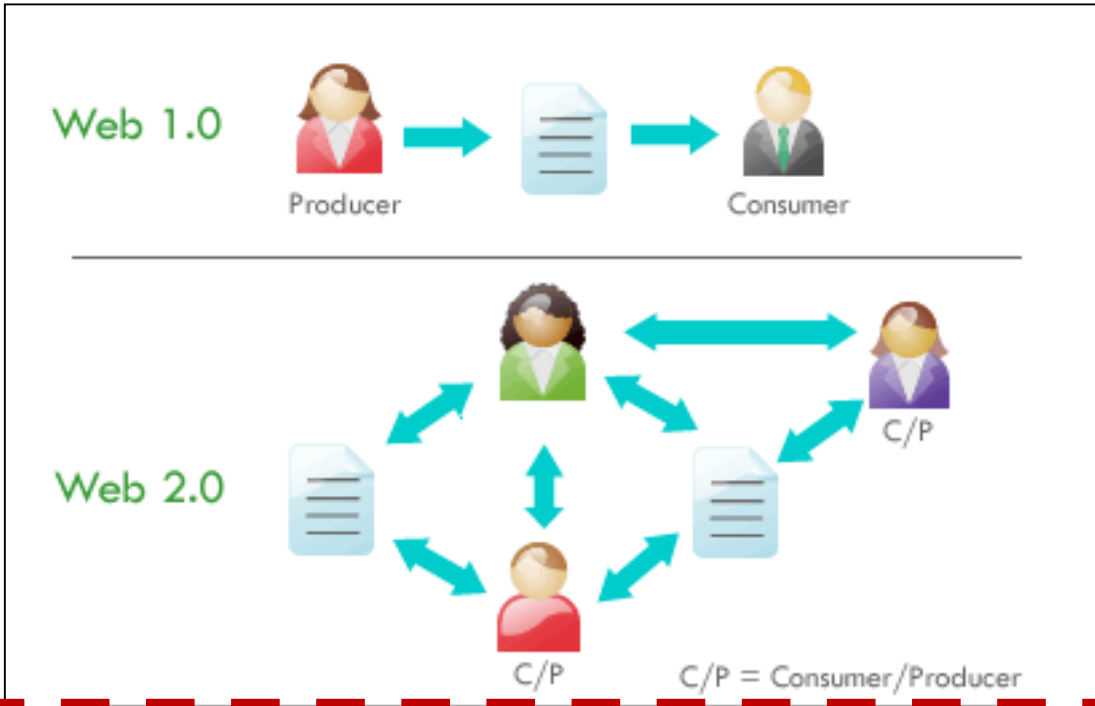 Web 1.0
Producer
Consumer
C/P
Web 2.0
C/P
C/P = Consumer/Producer